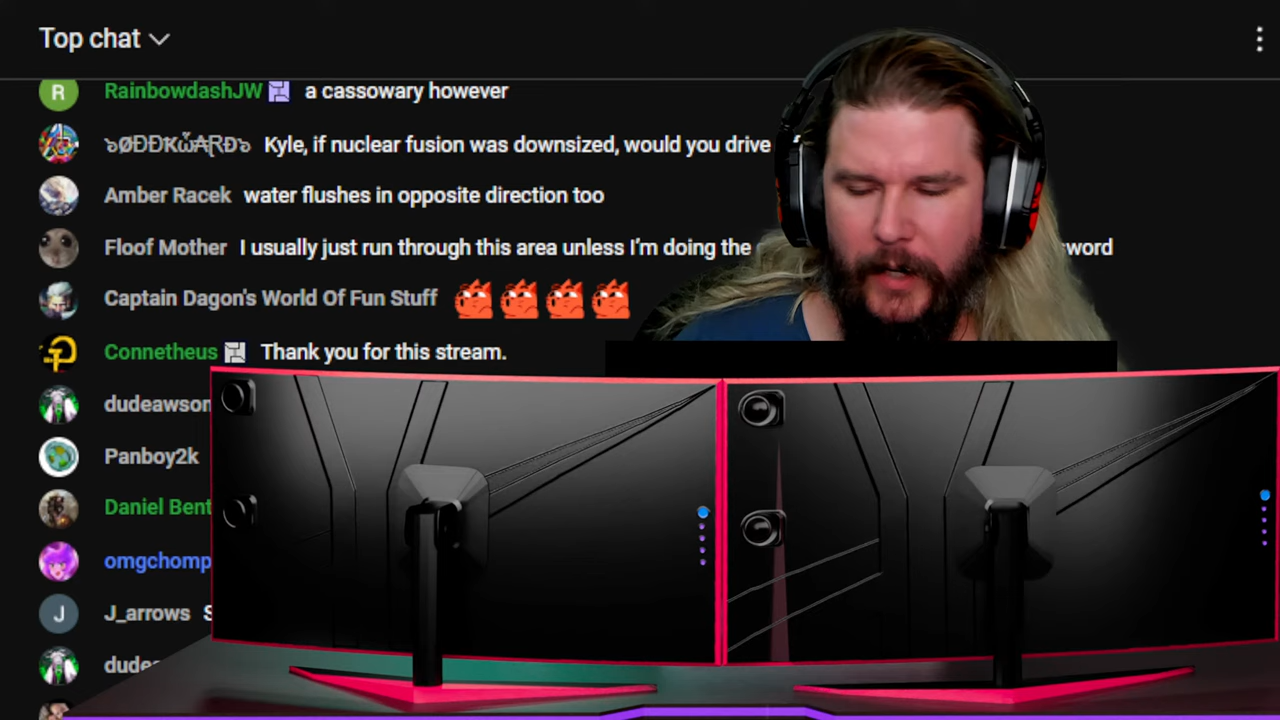 Top chat
R RainbowdashJW a cassowary however
Kyle, if nuclear fusion was downsized, would you drive
Amber Racek water flushes in opposite direction too
Floof Mother I usually just run through this area unless I'm doing the sword
Captain Dagon's World Of Fun Stuff
Connetheus Thank you for this stream.
dudeawson
Panboy2k
Daniel Bent
omgchomp
J J_arrows S
dude